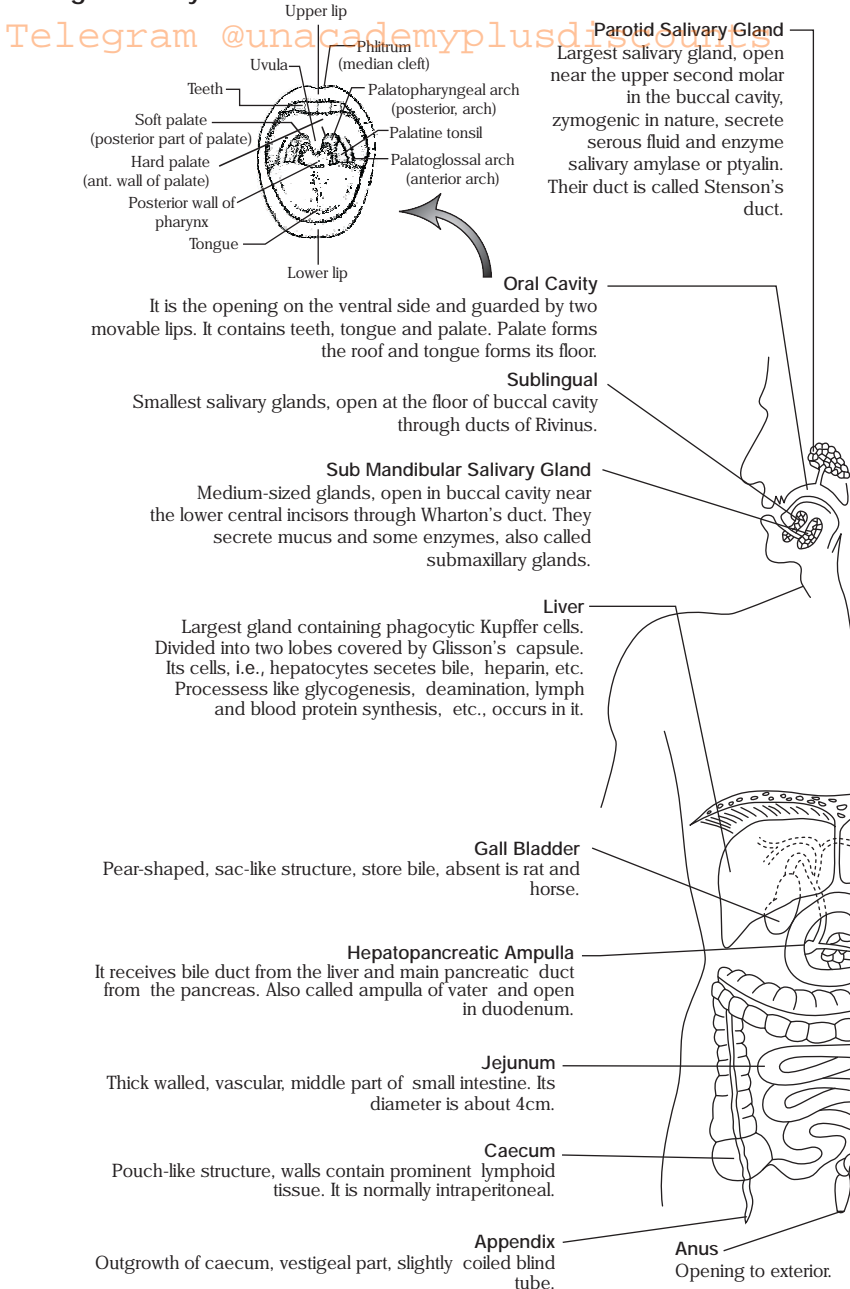 Upper lip
Telegram @unacademyplusdiscounts
Phlitrum
(median cleft)
Uvula
Teeth
Palatopharyngeal arch
(posterior, arch)
Soft palate
(posterior part of palate)
Palatine tonsil
Hard palate
(ant. wall of palate)
Palatoglossal arch
(anterior arch)
Posterior wall of
pharynx
Tongue
Lower lip
Parotid Salivary Gland
Largest salivary gland, open
near the upper second molar
in the buccal cavity,
zymogenic in nature, secrete
serous fluid and enzyme
salivary amylase or ptyalin.
Their duct is called Stenson's
duct.
Oral Cavity
It is the opening on the ventral side and guarded by two
movable lips. It contains teeth, tongue and palate. Palate forms
the roof and tongue forms its floor.
Sublingual
Smallest salivary glands, open at the floor of buccal cavity
through ducts of Rivinus.
Sub Mandibular Salivary Gland
Medium-sized glands, open in buccal cavity near
the lower central incisors through Wharton's duct. They
secrete mucus and some enzymes, also called
submaxillary glands.
Liver
Largest gland containing phagocytic Kupffer cells.
Divided into two lobes covered by Glisson's capsule.
Its cells, i.e., hepatocytes secetes bile, heparin, etc.
Processess like glycogenesis, deamination, lymph
and blood protein synthesis, etc., occurs in it.
Gall Bladder
Pear-shaped, sac-like structure, store bile, absent is rat and
horse.
Hepatopancreatic Ampulla
It receives bile duct from the liver and main pancreatic duct
from the pancreas. Also called ampulla of vater and open
in duodenum.
Jejunum
Thick walled, vascular, middle part of small intestine. Its
diameter is about 4cm.
Caecum
Pouch-like structure, walls contain prominent lymphoid
tissue. It is normally intraperitoneal.
Appendix
Outgrowth of caecum, vestigeal part, slightly coiled blind
tube.
Anus
Opening to exterior.